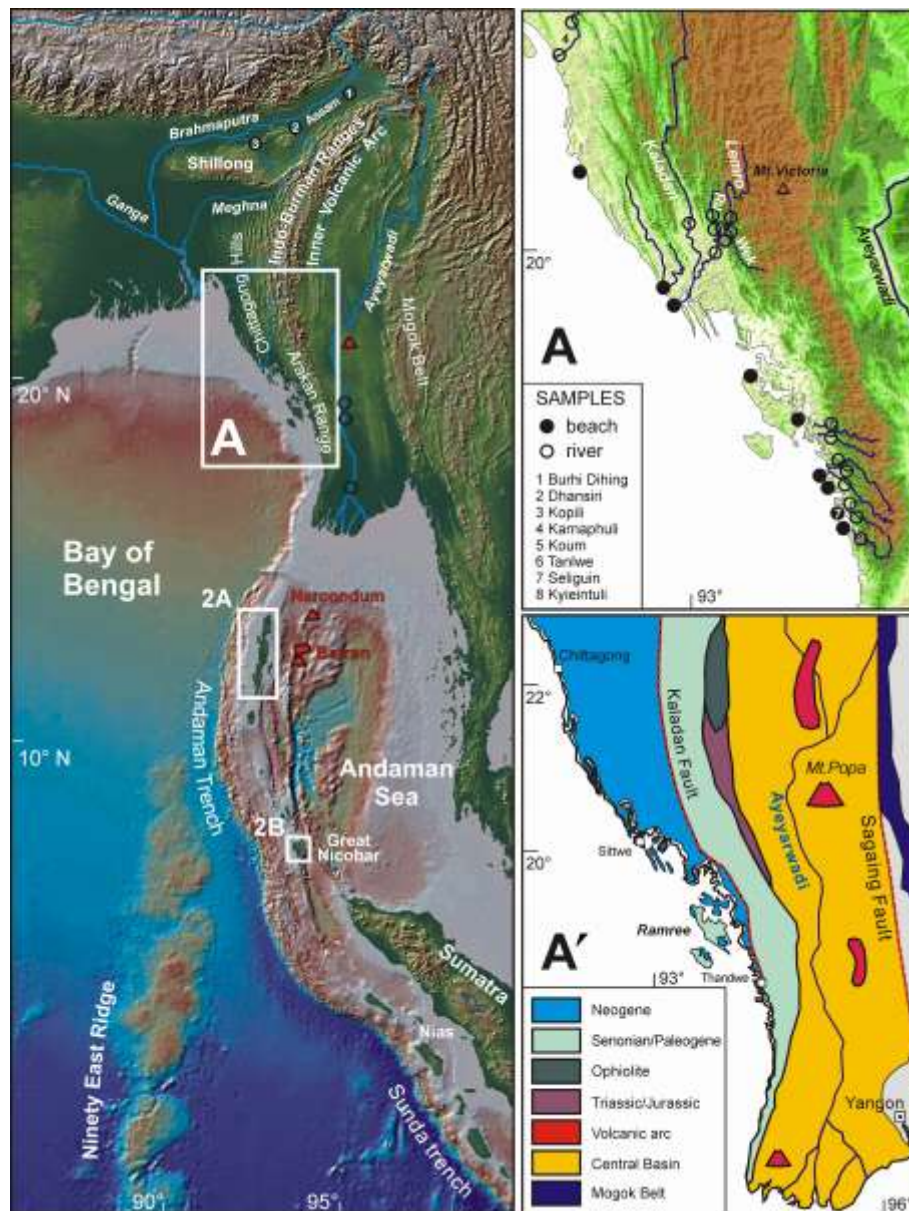 Brahmaputra
Assam
1
2
3
Shillong
Ganga
Meghna
Indo-Burman Ranges
Inner Volcanic Arc
Ayeyarwadi
Chittagong Hills
Arakan Range
Mogok Belt
20° N
A
Bay of
Bengal
2A
Narcondum
Barran
Andaman Trench
10° N
Andaman
Sea
2B
Great
Nicobar
Sumatra
Ninety East Ridge
Nias
Sunda trench
90°
95°
Kaladan
Lemro
Mt.Victoria
Ayeyarwadi
20°
A
SAMPLES
beach
river
1 Burhi Dihing
2 Dhansiri
3 Kopili
4 Karnaphuli
5 Koum
6 Tanlwe
7 Seliguin
8 Kyieintuli
93°
Chittagong
22°
Kaladan Fault
Mt.Popa
Ayeyarwadi
Sagaing Fault
20°
Sittwe
Ramree
A′
93°
Thandwe
Neogene
Senonian/Paleogene
Ophiolite
Triassic/Jurassic
Volcanic arc
Central Basin
Mogok Belt
Yangon
96°